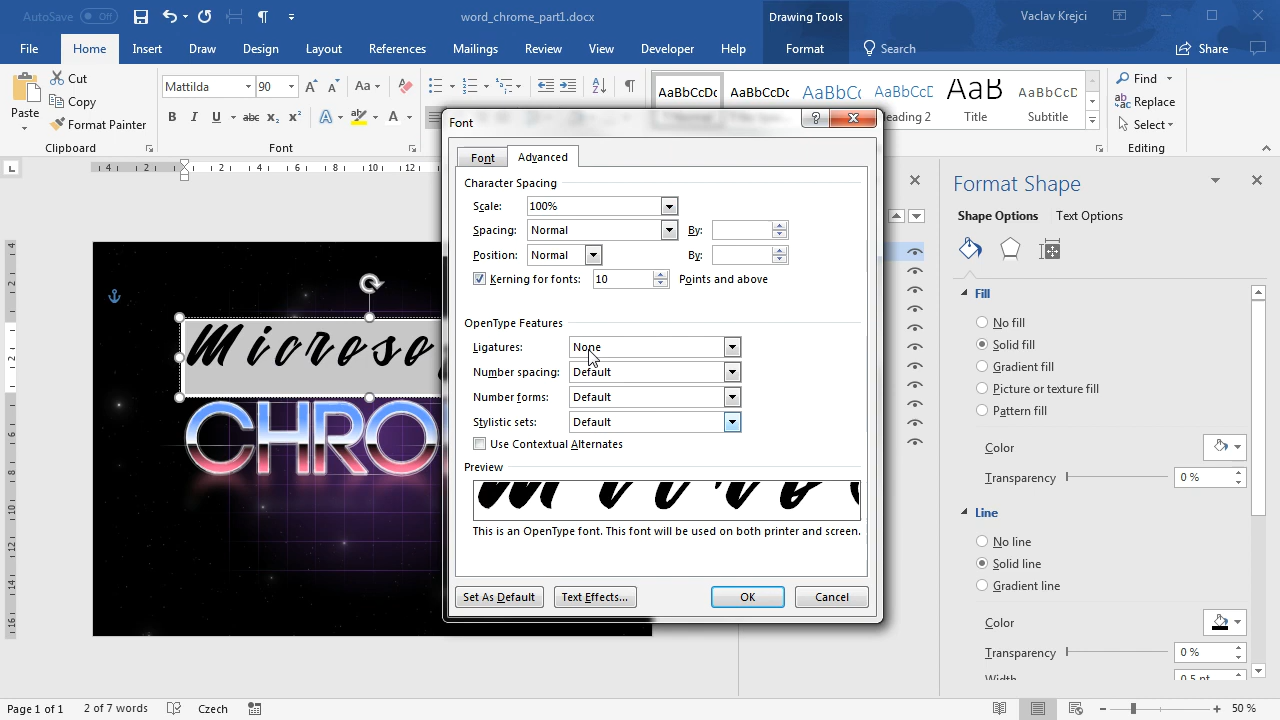 AutoSave Off word_chrome_part1.docx Drawing Tools Vaclav Krejci
File Home Insert Draw Design Layout References Mailings Review View Developer Help Format Search Share
Paste Cut Copy Format Painter
Clipboard
Matilda 90
Font
AaBbCcDc AaBbCcDc AaBbCc AaBbCcC AaB AaBbCcD
eading 2 Title Subtitle
Find Replace Select
Editing
Font
Font Advanced
Character Spacing
Scale: 100%
Spacing: Normal By:
Position: Normal By:
Kerning for fonts: 10 Points and above
OpenType Features
Ligatures: None
Number spacing: Default
Number forms: Default
Stylistic sets: Default
Use Contextual Alternates
Preview
This is an OpenType font. This font will be used on both printer and screen.
Set As Default Text Effects... OK Cancel
Microso
CHRO
Format Shape
Shape Options Text Options
Fill
No fill
Solid fill
Gradient fill
Picture or texture fill
Pattern fill
Color
Transparency 0 %
Line
No line
Solid line
Gradient line
Color
Transparency 0 %
Width 0.5 pt
Page 1 of 1 2 of 7 words Czech 50 %